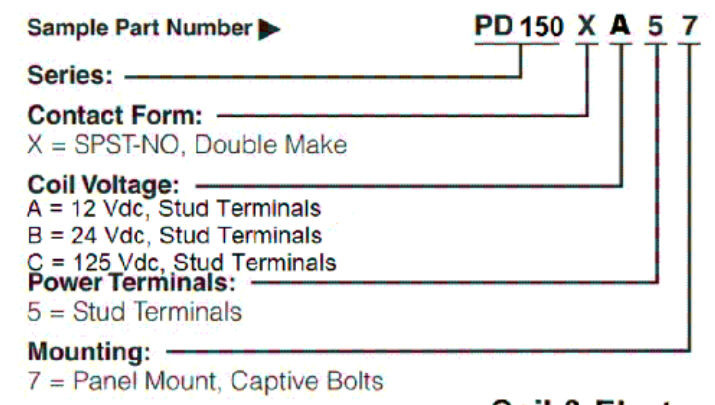 Sample Part Number ▶ PD 150 X A 5 7
Series:
Contact Form:
X = SPST-NO, Double Make
Coil Voltage:
A = 12 Vdc, Stud Terminals
B = 24 Vdc, Stud Terminals
C = 125 Vdc, Stud Terminals
Power Terminals:
5 = Stud Terminals
Mounting:
7 = Panel Mount, Captive Bolts